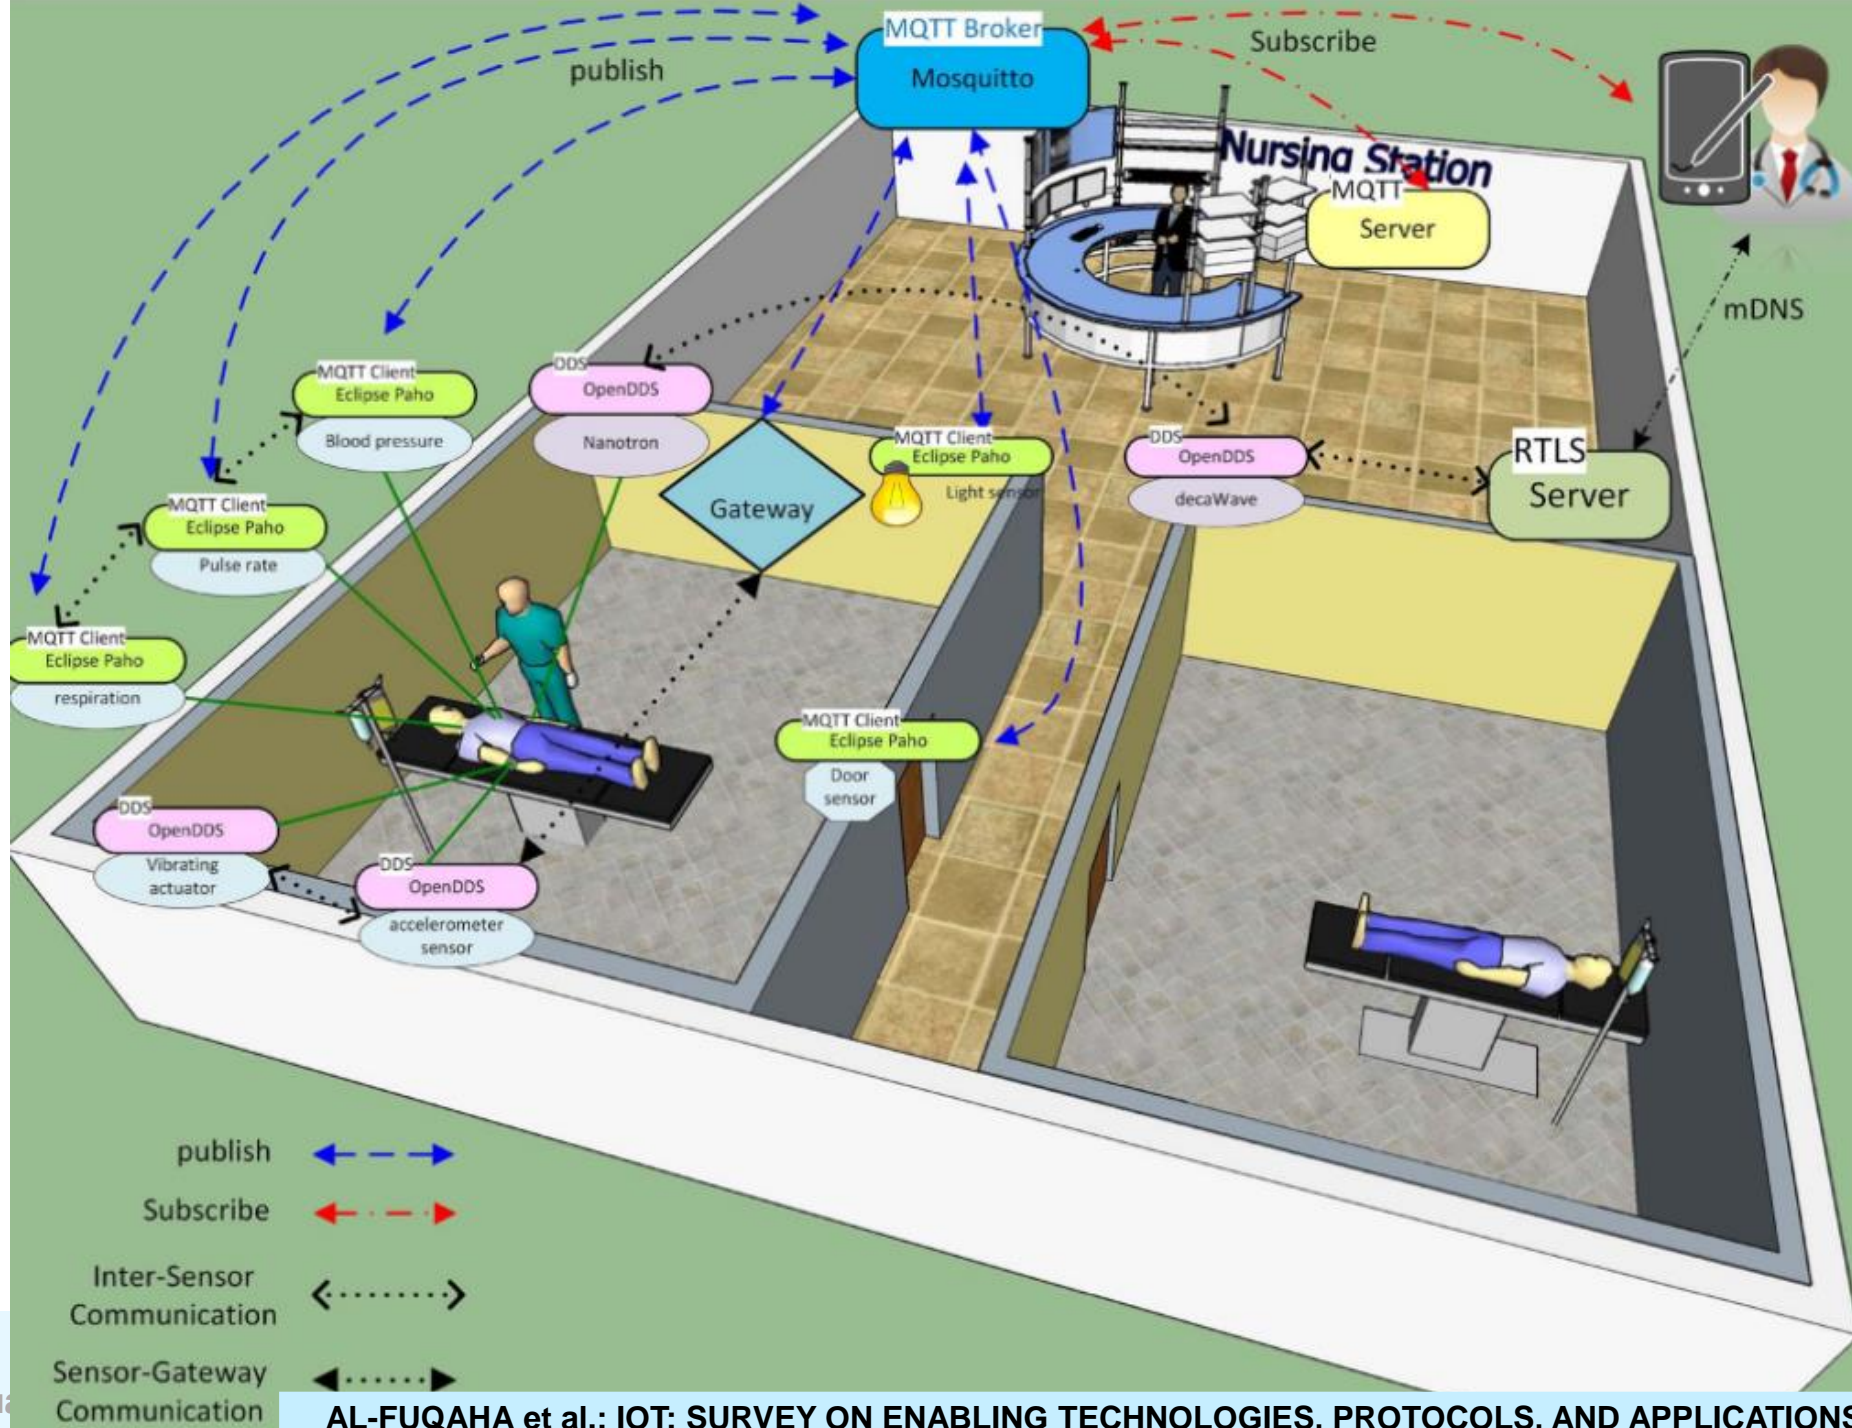 MQTT Broker
Mosquitto
publish
Subscribe
Nursing Station
MQTT
Server
mDNS
MQTT Client
Eclipse Paho
Blood pressure
DDS
OpenDDS
Nanotron
MQTT Client
Eclipse Paho
Light sensor
DDS
OpenDDS
decaWave
RTLS
Server
Gateway
MQTT Client
Eclipse Paho
Pulse rate
MQTT Client
Eclipse Paho
respiration
MQTT Client
Eclipse Paho
Door
sensor
DDS
OpenDDS
Vibrating
actuator
DDS
OpenDDS
accelerometer
sensor
publish
Subscribe
Inter-Sensor
Communication
Sensor-Gateway
Communication
AL-FUQAHA et al.: IOT: SURVEY ON ENABLING TECHNOLOGIES, PROTOCOLS, AND APPLICATIONS